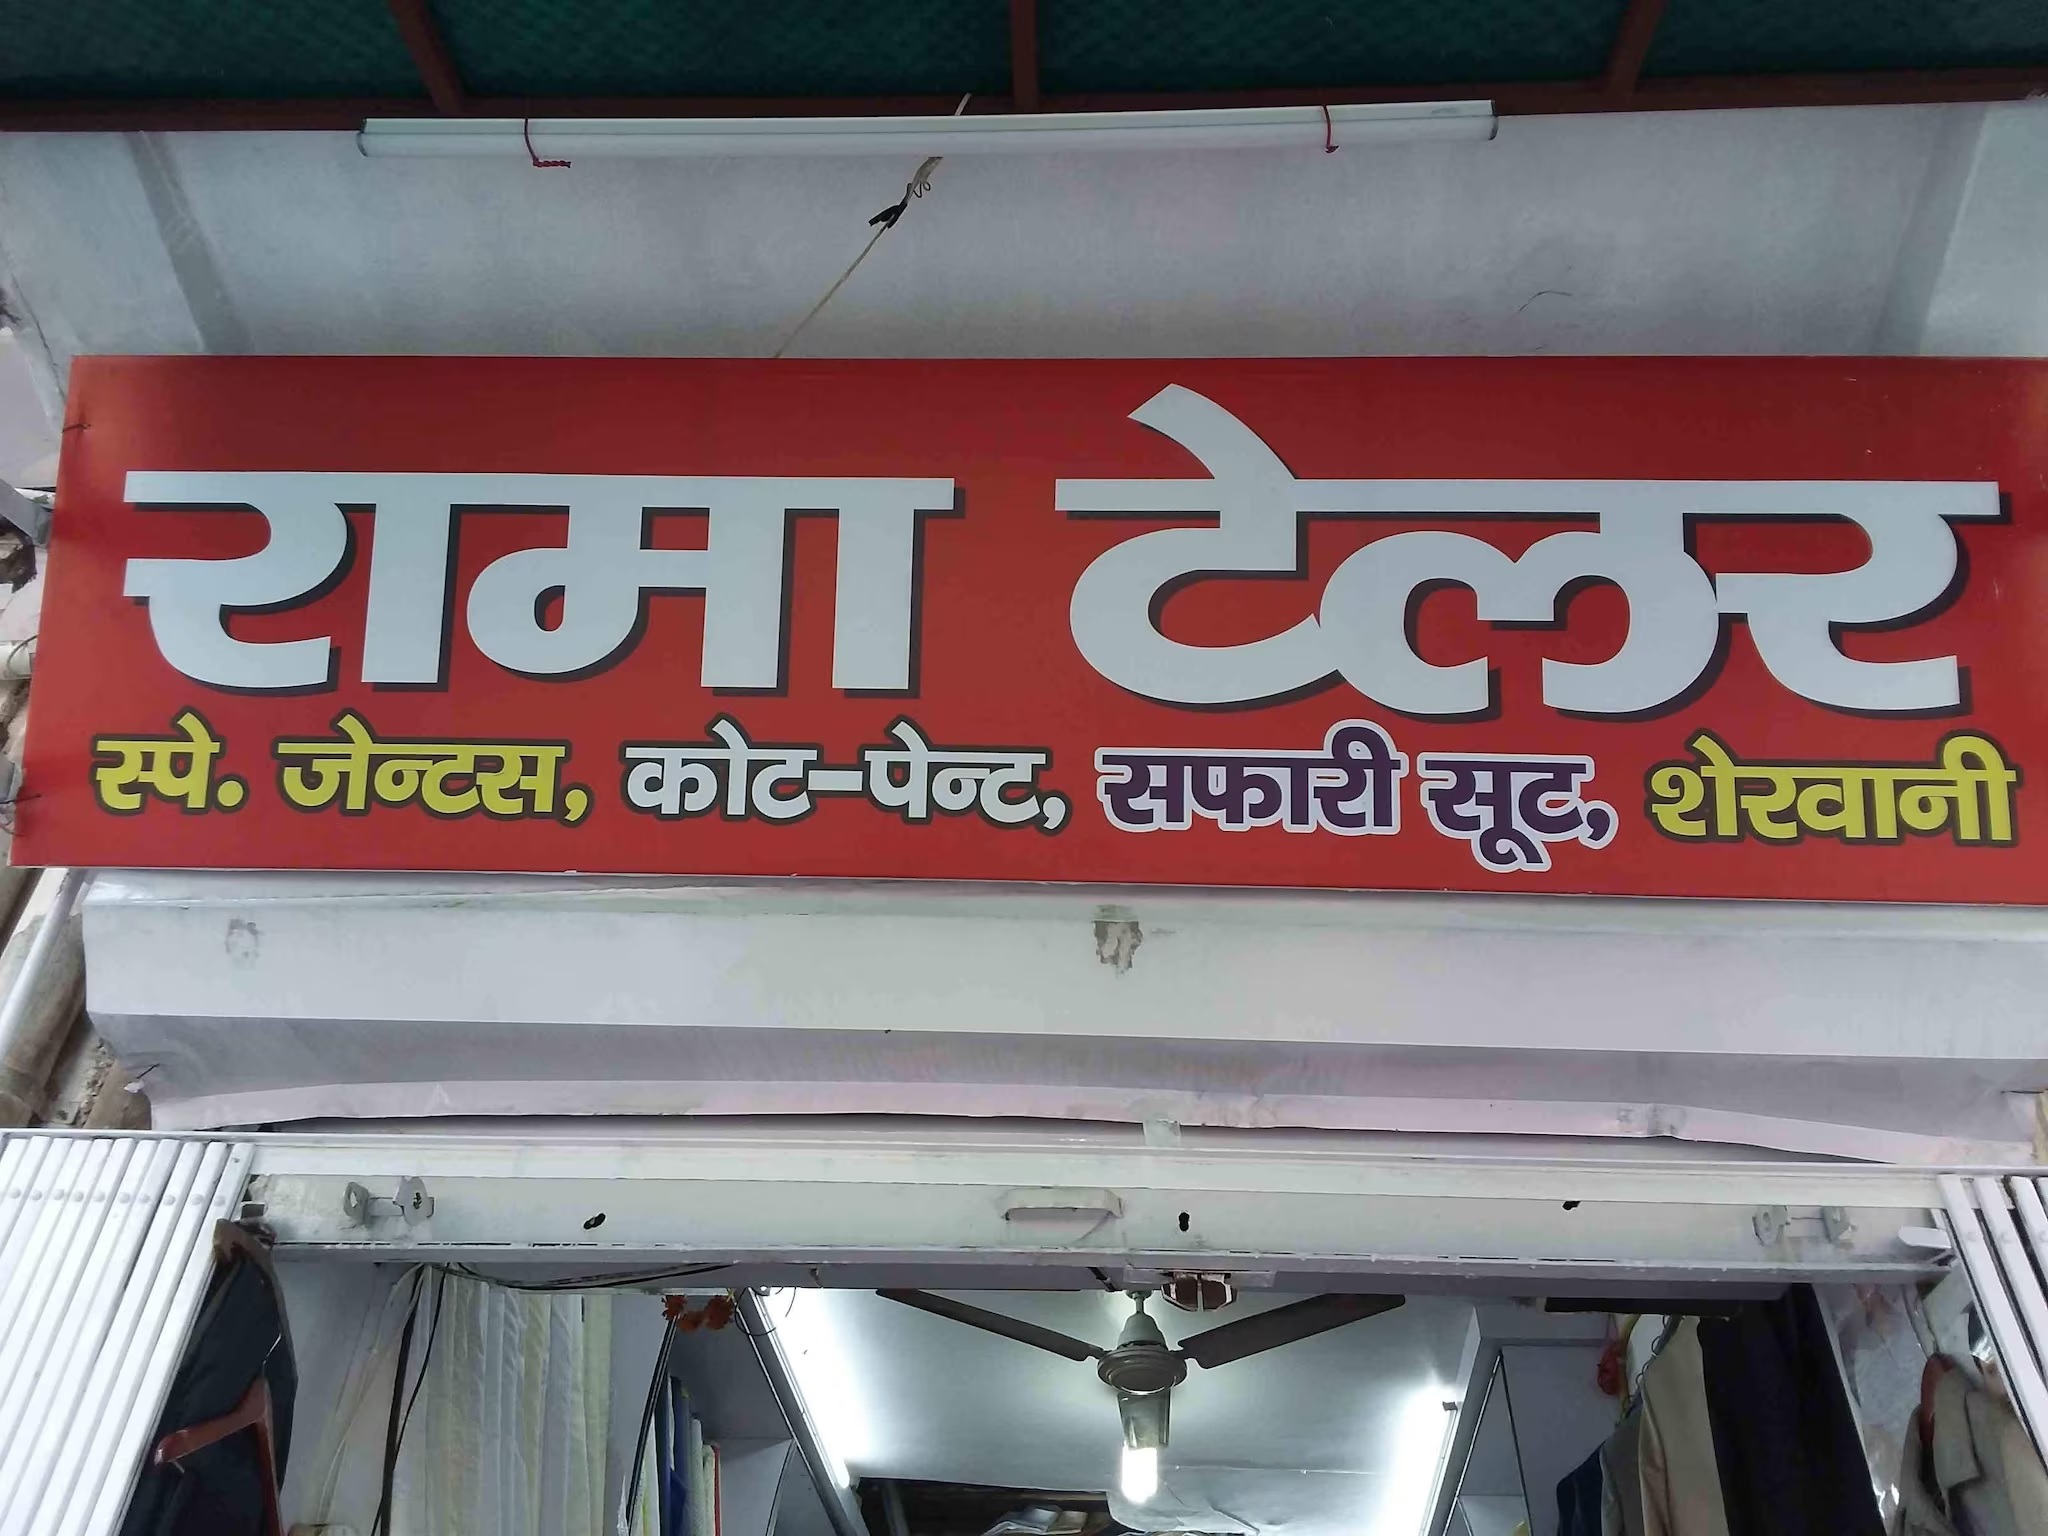 रामा टेलर
स्पे. जेन्टस, कोट-पेन्ट, सफारी सूट, शेरवानी